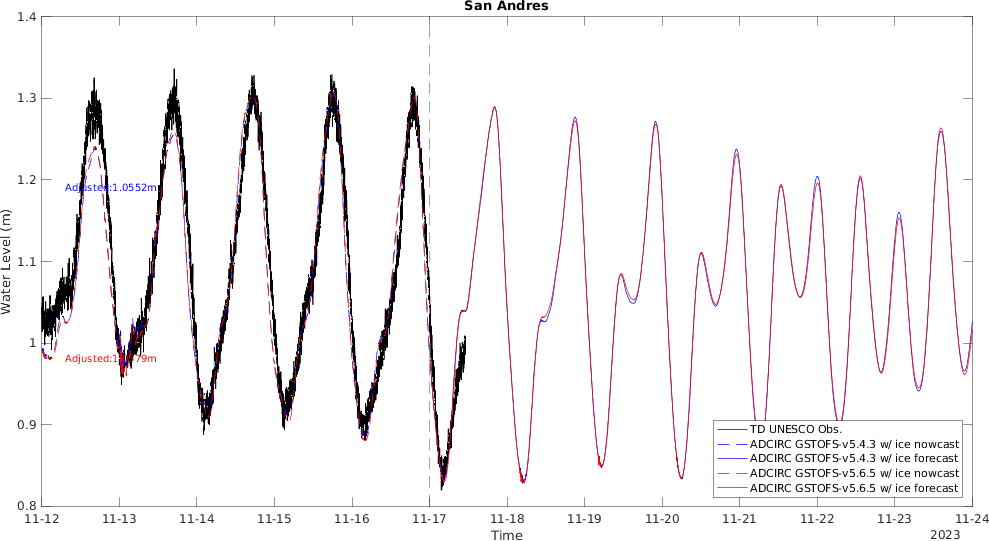 San Andres
Water Level (m)
1.4
1.3
1.2
1.1
1
0.9
0.8
Adjusted:1.0552m
TD UNESCO Obs.
ADCIRC GSTOFS-v5.4.3 w/ ice nowcast
ADCIRC GSTOFS-v5.4.3 w/ ice forecast
ADCIRC GSTOFS-v5.6.5 w/ ice nowcast
ADCIRC GSTOFS-v5.6.5 w/ ice forecast
11-12 11-13 11-14 11-15 11-16 11-17 11-18 11-19 11-20 11-21 11-22 11-23 11-24
Time
2023